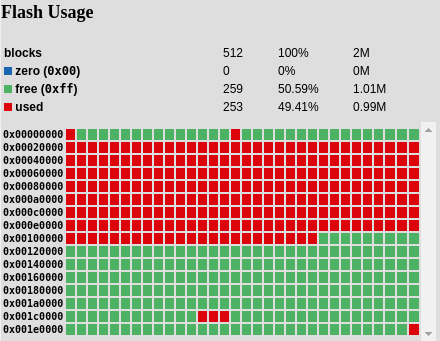 Flash Usage
blocks 512 100% 2M
zero (0x00) 0 0% 0M
free (0xff) 259 50.59% 1.01M
used 253 49.41% 0.99M
0x00000000
0x00020000
0x00040000
0x00060000
0x00080000
0x000a0000
0x000c0000
0x000e0000
0x00100000
0x00120000
0x00140000
0x00160000
0x00180000
0x001a0000
0x001c0000
0x001e0000